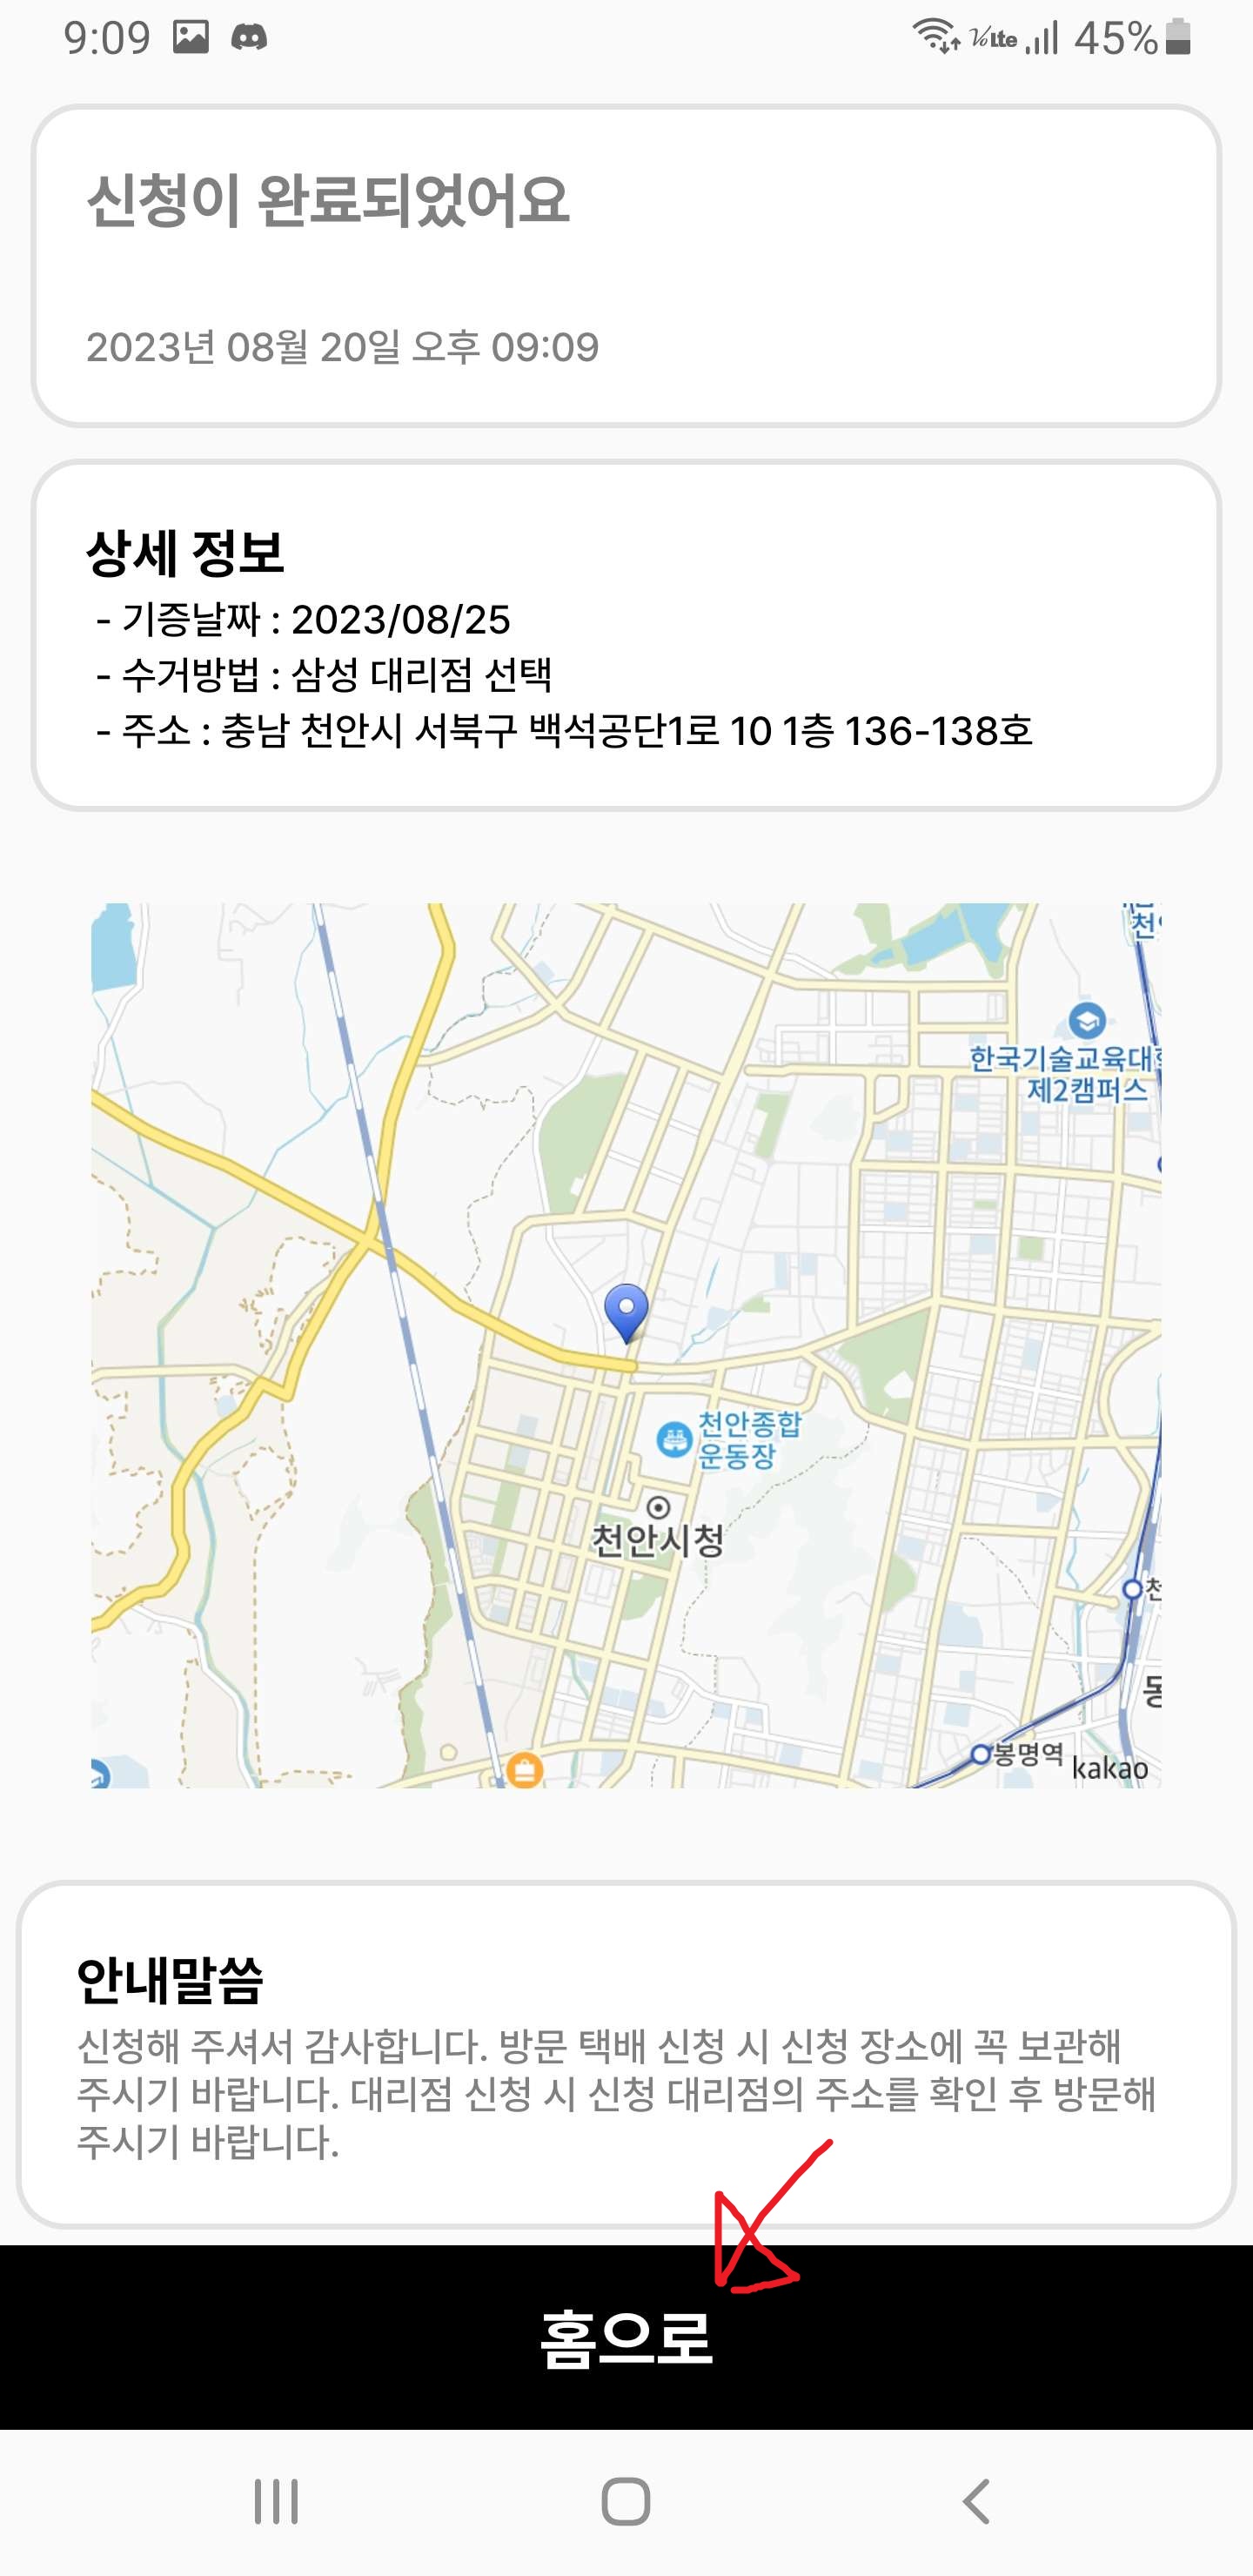 9:09 VoLTE 45%
신청이 완료되었어요
2023년 08월 20일 오후 09:09
상세 정보
- 기증날짜 : 2023/08/25
- 수거방법 : 삼성 대리점 선택
- 주소 : 충남 천안시 서북구 백석공단1로 10 1층 136-138호
천안
한국기술교육대학
제2캠퍼스
천안종합
운동장
천안시청
봉명역
kakao
안내말씀
신청해 주셔서 감사합니다. 방문 택배 신청 시 신청 장소에 꼭 보관해
주시기 바랍니다. 대리점 신청 시 신청 대리점의 주소를 확인 후 방문해
주시기 바랍니다.
홈으로